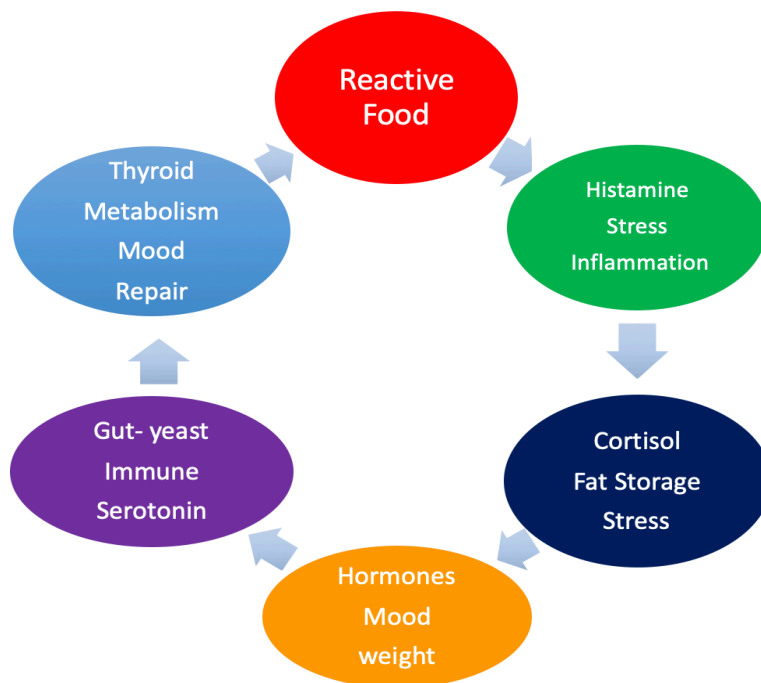 Reactive
Food
Histamine
Stress
Inflammation
Cortisol
Fat Storage
Stress
Hormones
Mood
weight
Gut- yeast
Immune
Serotonin
Thyroid
Metabolism
Mood
Repair